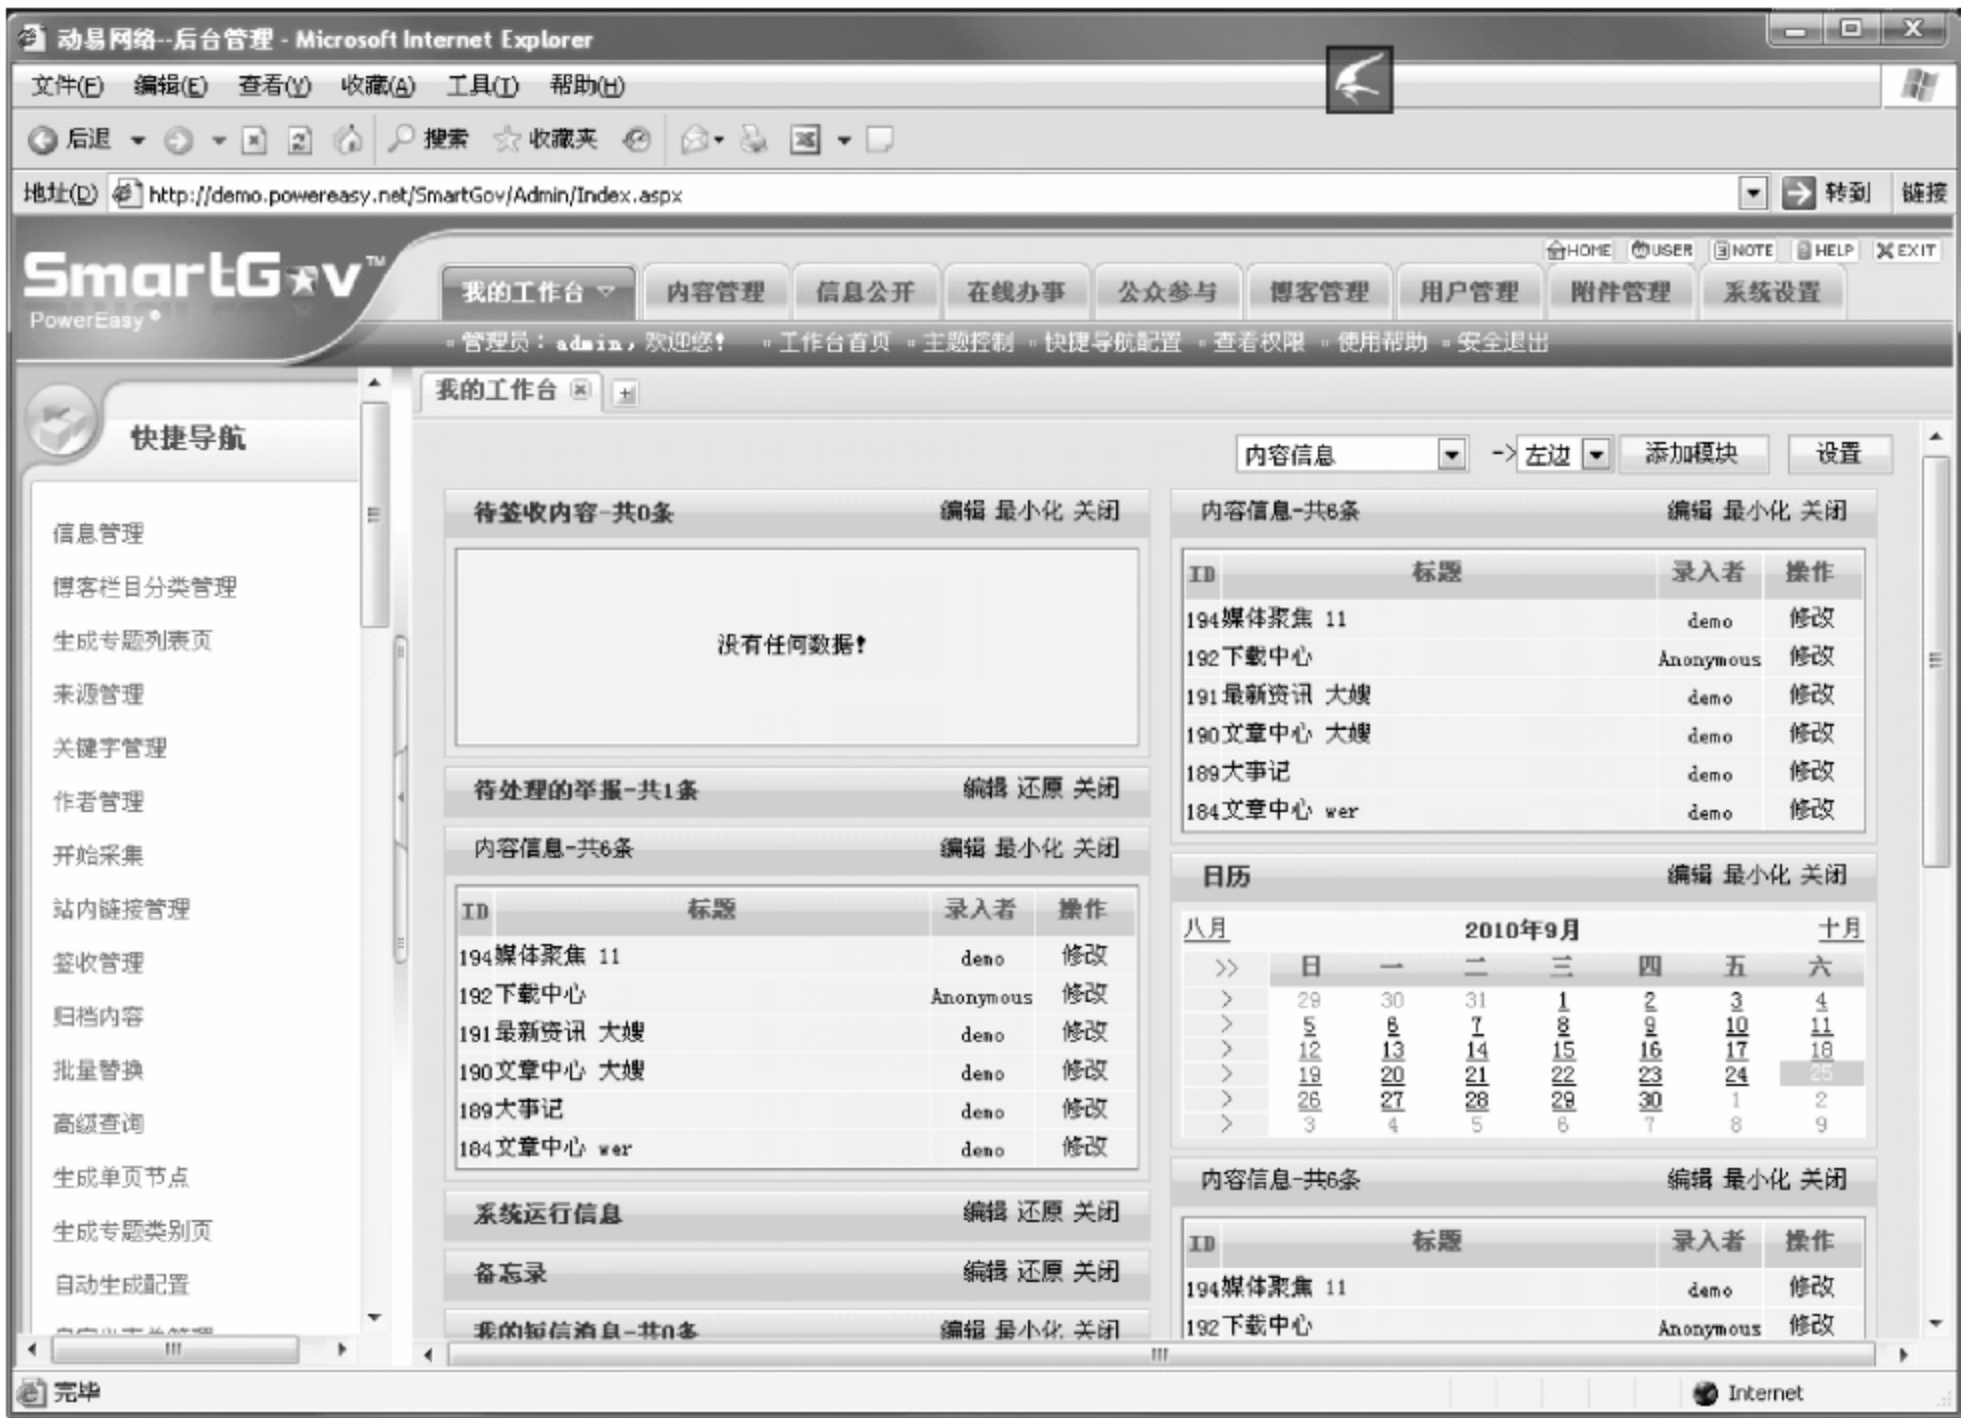 动易网络--后台管理 - Microsoft Internet Explorer
文件(F) 编辑(E) 查看(V) 收藏(A) 工具(T) 帮助(H)
后退 搜索 收藏夹
地址(D) http://demo.powereasy.net/SmartGov/Admin/Index.aspx 转到 链接
HOME USER NOTE HELP EXIT
SmartGov™
PowerEasy
我的工作台 内容管理 信息公开 在线办事 公众参与 博客管理 用户管理 附件管理 系统设置
管理员：admin，欢迎您！ 工作台首页 主题控制 快捷导航配置 查看权限 使用帮助 安全退出
快捷导航
信息管理
博客栏目分类管理
生成专题列表页
来源管理
关键字管理
作者管理
开始采集
站内链接管理
签收管理
归档内容
批量替换
高级查询
生成单页节点
生成专题类别页
自动生成配置
我的工作台
内容信息 -> 左边 添加模块 设置
待签收内容-共0条 编辑 最小化 关闭
没有任何数据！
待处理的举报-共1条 编辑 还原 关闭
内容信息-共6条 编辑 最小化 关闭
ID 标题 录入者 操作
194 媒体聚焦 11 demo 修改
192 下载中心 Anonymous 修改
191 最新资讯 大嫂 demo 修改
190 文章中心 大嫂 demo 修改
189 大事记 demo 修改
184 文章中心 wer demo 修改
系统运行信息 编辑 还原 关闭
备忘录 编辑 还原 关闭
我的短信消息-共0条 编辑 最小化 关闭
内容信息-共6条 编辑 最小化 关闭
ID 标题 录入者 操作
194 媒体聚焦 11 demo 修改
192 下载中心 Anonymous 修改
191 最新资讯 大嫂 demo 修改
190 文章中心 大嫂 demo 修改
189 大事记 demo 修改
184 文章中心 wer demo 修改
日历 编辑 最小化 关闭
八月 2010年9月 十月
>> 日 一 二 三 四 五 六
> 29 30 31 1 2 3 4
> 5 6 7 8 9 10 11
> 12 13 14 15 16 17 18
> 19 20 21 22 23 24 25
> 26 27 28 29 30 1 2
> 3 4 5 6 7 8 9
内容信息-共6条 编辑 最小化 关闭
ID 标题 录入者 操作
194 媒体聚焦 11 demo 修改
192 下载中心 Anonymous 修改
完毕 Internet